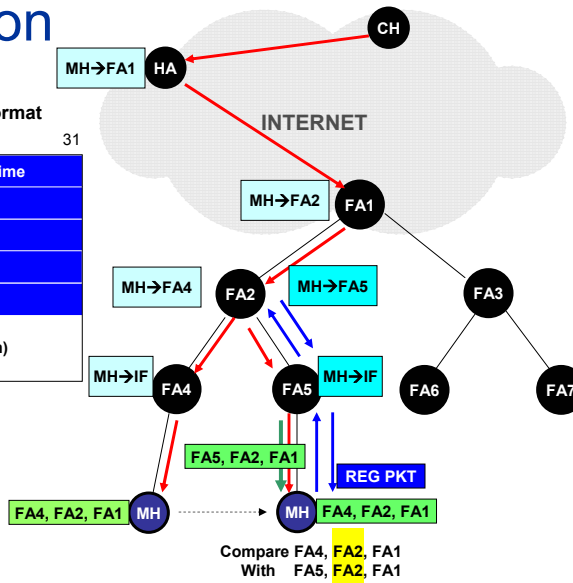 on
CH
MH→FA1
HA
ormat
INTERNET
31
ime
MH→FA2
FA1
MH→FA4
FA2
MH→FA5
FA3
)
MH→IF
FA4
FA5
MH→IF
FA6
FA7
FA5, FA2, FA1
REG PKT
FA4, FA2, FA1
MH
MH
FA4, FA2, FA1
Compare FA4, FA2, FA1
With FA5, FA2, FA1